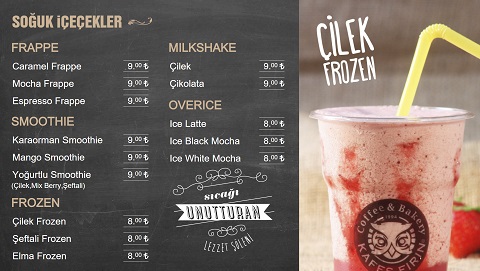 SOĞUK İÇEÇEKLER
FRAPPE
Caramel Frappe 9,00 ₺
Mocha Frappe 9,00 ₺
Espresso Frappe 9,00 ₺
SMOOTHIE
Karaorman Smoothie 9,00 ₺
Mango Smoothie 9,00 ₺
Yoğurtlu Smoothie 9,00 ₺
(Çilek,Mix Berry,Şeftali)
FROZEN
Çilek Frozen 8,00 ₺
Şeftali Frozen 8,00 ₺
Elma Frozen 8,00 ₺
MILKSHAKE
Çilek 9,00 ₺
Çikolata 9,00 ₺
OVERICE
Ice Latte 8,00 ₺
Ice Black Mocha 8,00 ₺
Ice White Mocha 8,00 ₺
sıcağı
UNUTTURAN
LEZZET ŞÖLENİ
ÇİLEK
FROZEN
Coffee & Bakery